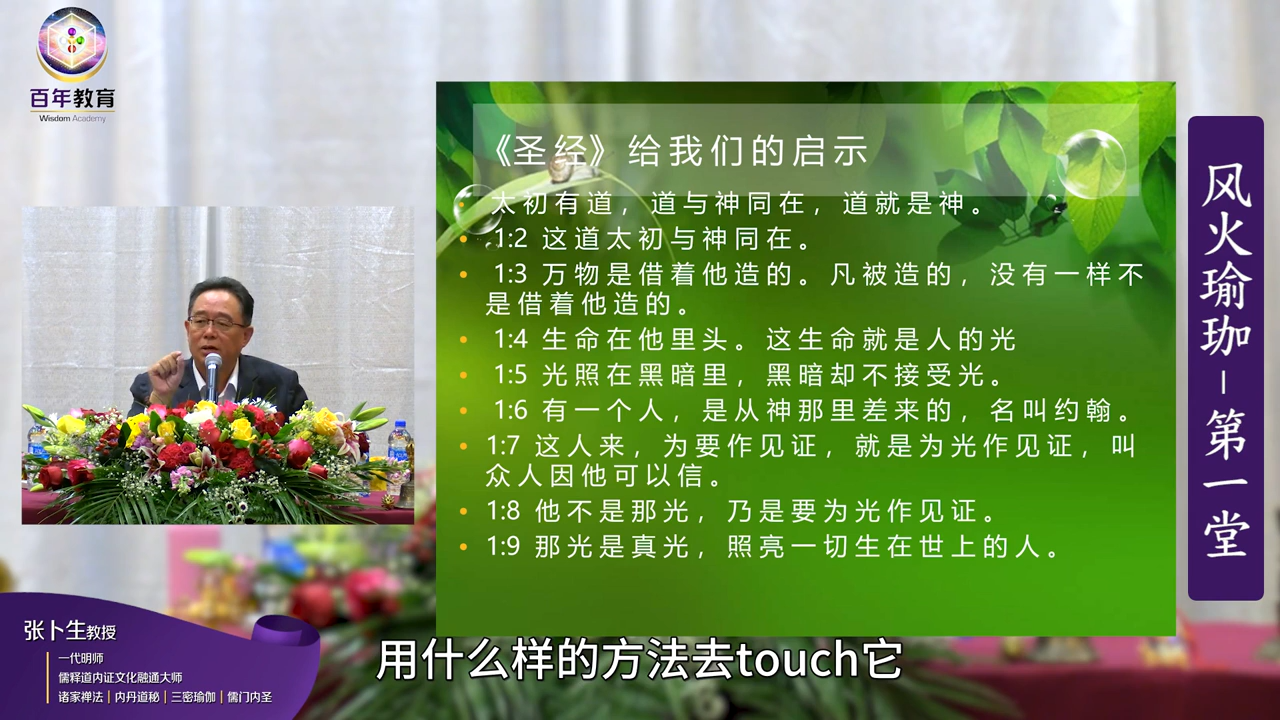 百年教育
Wisdom Academy
《圣经》给我们的启示
太初有道，道与神同在，道就是神。
1:2 这道太初与神同在。
1:3 万物是借着他造的。凡被造的，没有一样不
是借着他造的。
1:4 生命在他里头。这生命就是人的光
1:5 光照在黑暗里，黑暗却不接受光。
1:6 有一个人，是从神那里差来的，名叫约翰。
1:7 这人来，为要作见证，就是为光作见证，叫
众人因他可以信。
1:8 他不是那光，乃是要为光作见证。
1:9 那光是真光，照亮一切生在世上的人。
风火瑜珈-第一堂
张卜生教授
一代明师
儒释道内证文化融通大师
诸家禅法|内丹道秘|三密瑜伽|儒门内圣
用什么样的方法去touch它